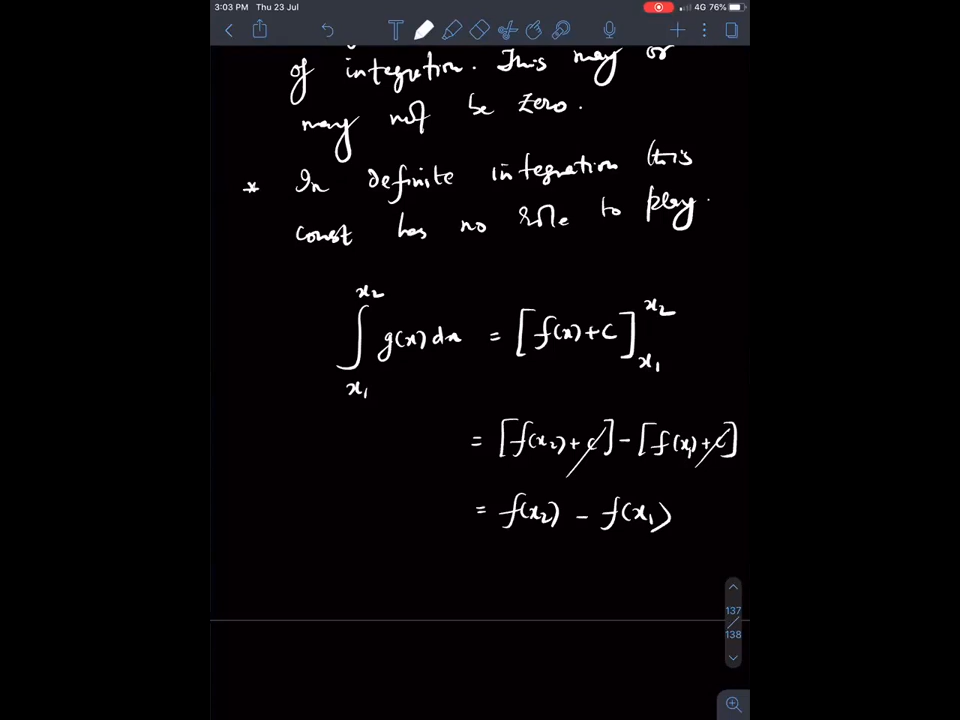 3:03 PM Thu 23 Jul
4G 76%
of integration. This may or
may not be zero.
* In definite integration this
const has no role to play.
∫_{x₁}^{x₂} g(x)dx = [f(x)+c]_{x₁}^{x₂}
= [f(x₂)+c] - [f(x₁)+c]
= f(x₂) - f(x₁)
137
138